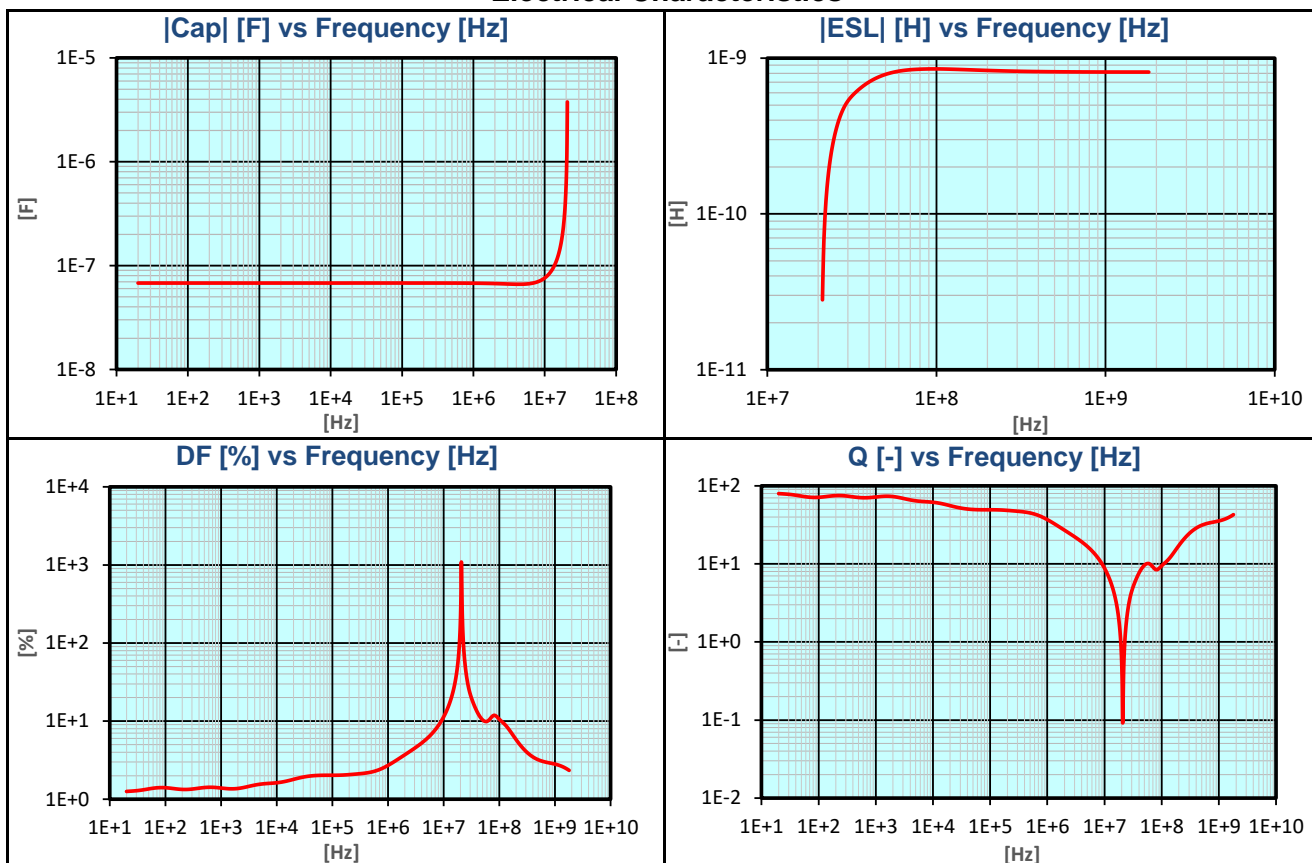 Electrical Characteristics
|Cap| [F] vs Frequency [Hz]
1E-5
1E-6
1E-7
1E-8
[F]
1E+1 1E+2 1E+3 1E+4 1E+5 1E+6 1E+7 1E+8
[Hz]
|ESL| [H] vs Frequency [Hz]
1E-9
1E-10
1E-11
[H]
1E+7 1E+8 1E+9 1E+10
[Hz]
DF [%] vs Frequency [Hz]
1E+4
1E+3
1E+2
1E+1
1E+0
[%]
1E+1 1E+2 1E+3 1E+4 1E+5 1E+6 1E+7 1E+8 1E+9 1E+10
[Hz]
Q [-] vs Frequency [Hz]
1E+2
1E+1
1E+0
1E-1
1E-2
[-]
1E+1 1E+2 1E+3 1E+4 1E+5 1E+6 1E+7 1E+8 1E+9 1E+10
[Hz]